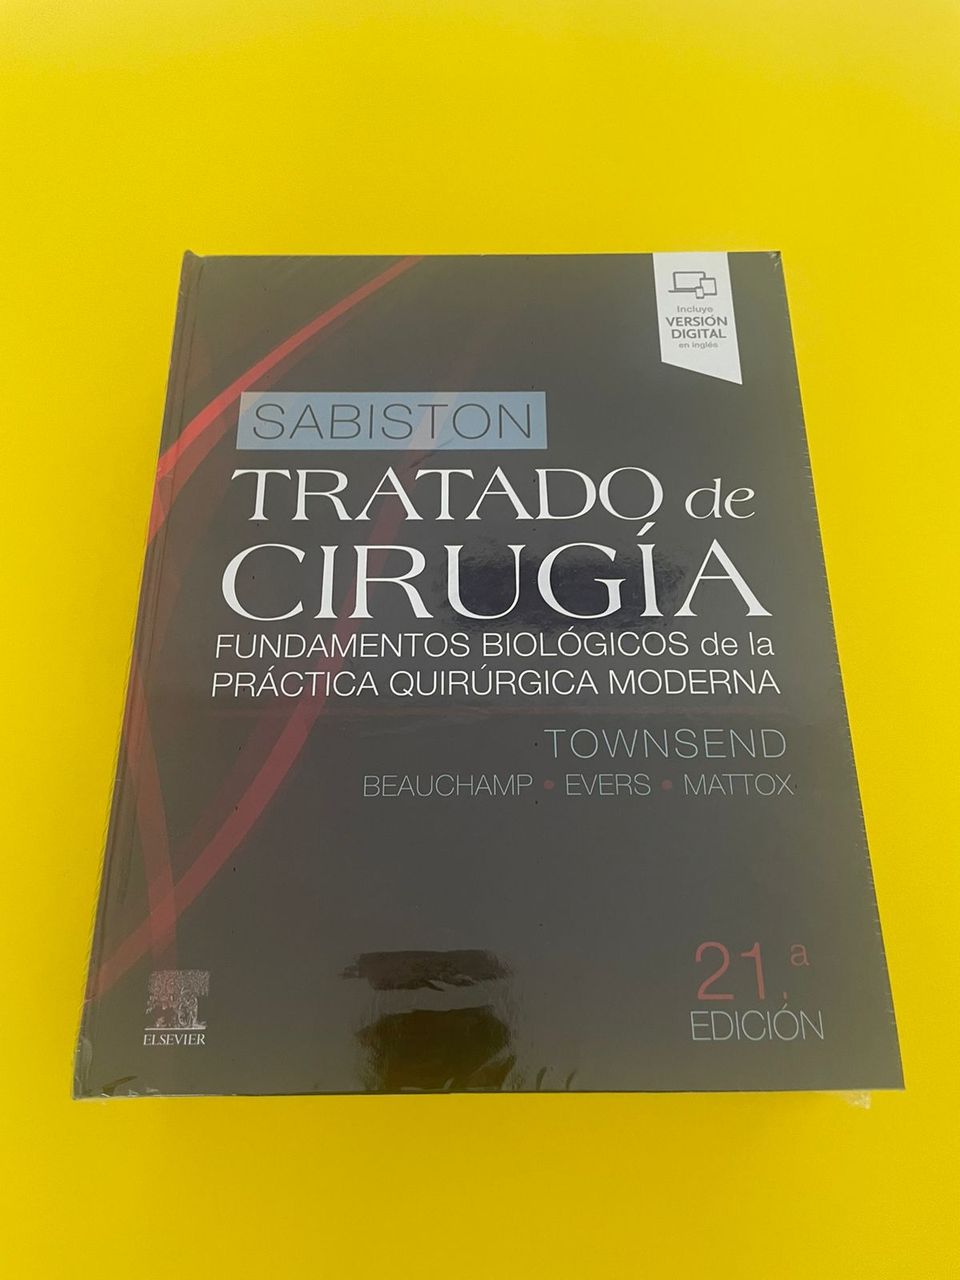 Incluye
VERSIÓN
DIGITAL
en inglés
SABISTON
TRATADO de
CIRUGÍA
FUNDAMENTOS BIOLÓGICOS de la
PRÁCTICA QUIRÚRGICA MODERNA
TOWNSEND
BEAUCHAMP • EVERS • MATTOX
21.ª
EDICIÓN
ELSEVIER